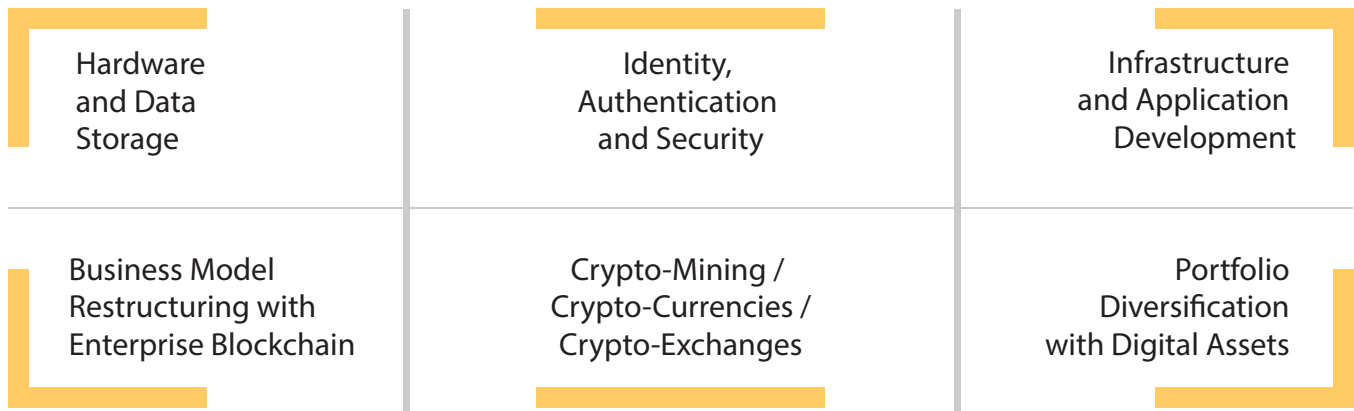 Hardware
and Data
Storage
Identity,
Authentication
and Security
Infrastructure
and Application
Development
Business Model
Restructuring with
Enterprise Blockchain
Crypto-Mining /
Crypto-Currencies /
Crypto-Exchanges
Portfolio
Diversification
with Digital Assets